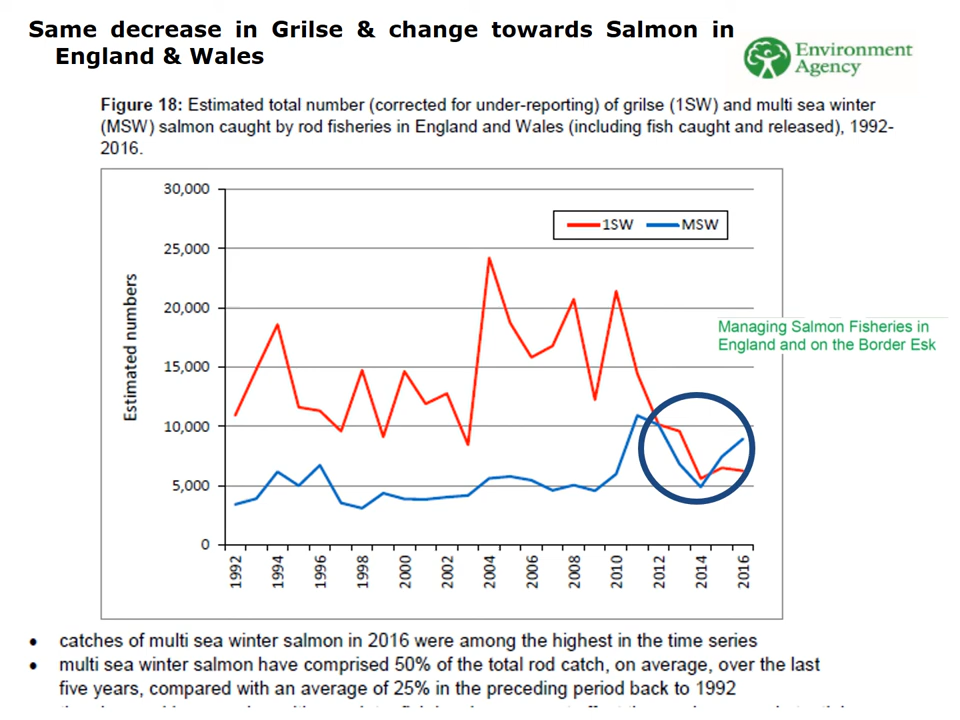 Same decrease in Grilse & change towards Salmon in
England & Wales
Environment
Agency
Figure 18: Estimated total number (corrected for under-reporting) of grilse (1SW) and multi sea winter
(MSW) salmon caught by rod fisheries in England and Wales (including fish caught and released), 1992-
2016.
30,000
25,000
20,000
15,000
10,000
5,000
0
Estimated numbers
1SW MSW
Managing Salmon Fisheries in
England and on the Border Esk
1992 1994 1996 1998 2000 2002 2004 2006 2008 2010 2012 2014 2016
• catches of multi sea winter salmon in 2016 were among the highest in the time series
• multi sea winter salmon have comprised 50% of the total rod catch, on average, over the last
five years, compared with an average of 25% in the preceding period back to 1992